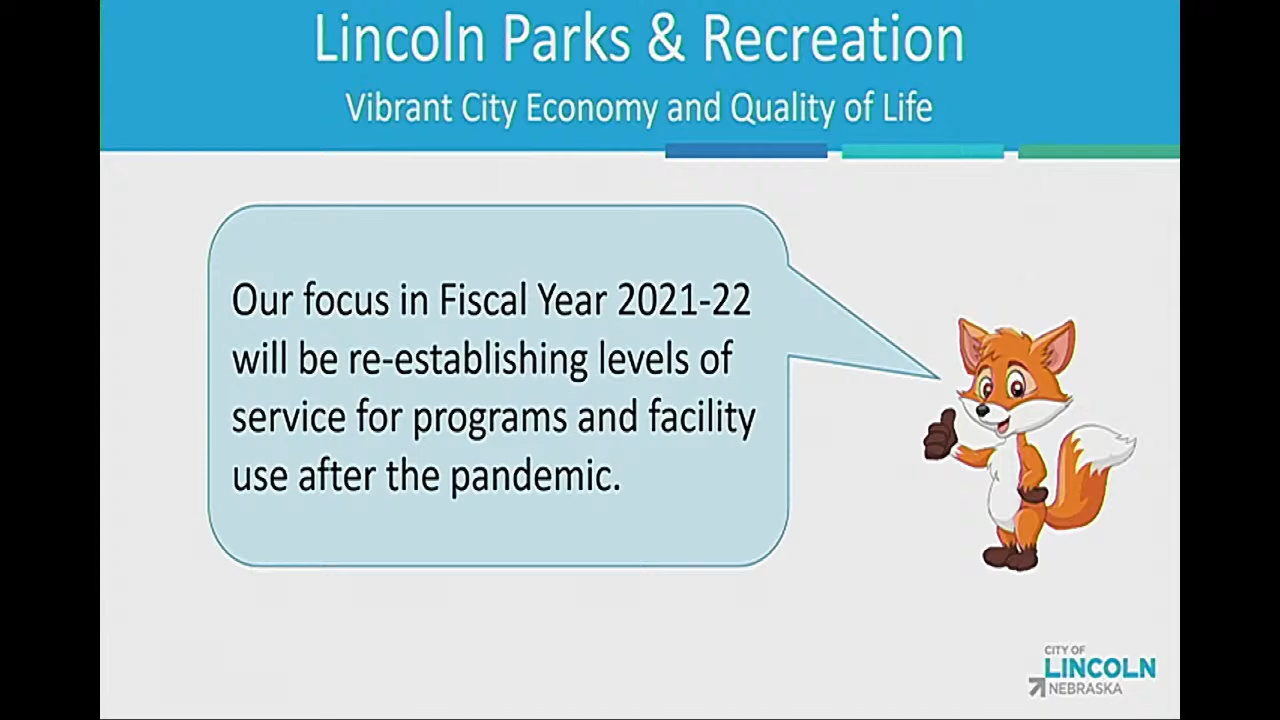 Lincoln Parks & Recreation
Vibrant City Economy and Quality of Life
Our focus in Fiscal Year 2021-22
will be re-establishing levels of
service for programs and facility
use after the pandemic.
CITY OF
LINCOLN
NEBRASKA